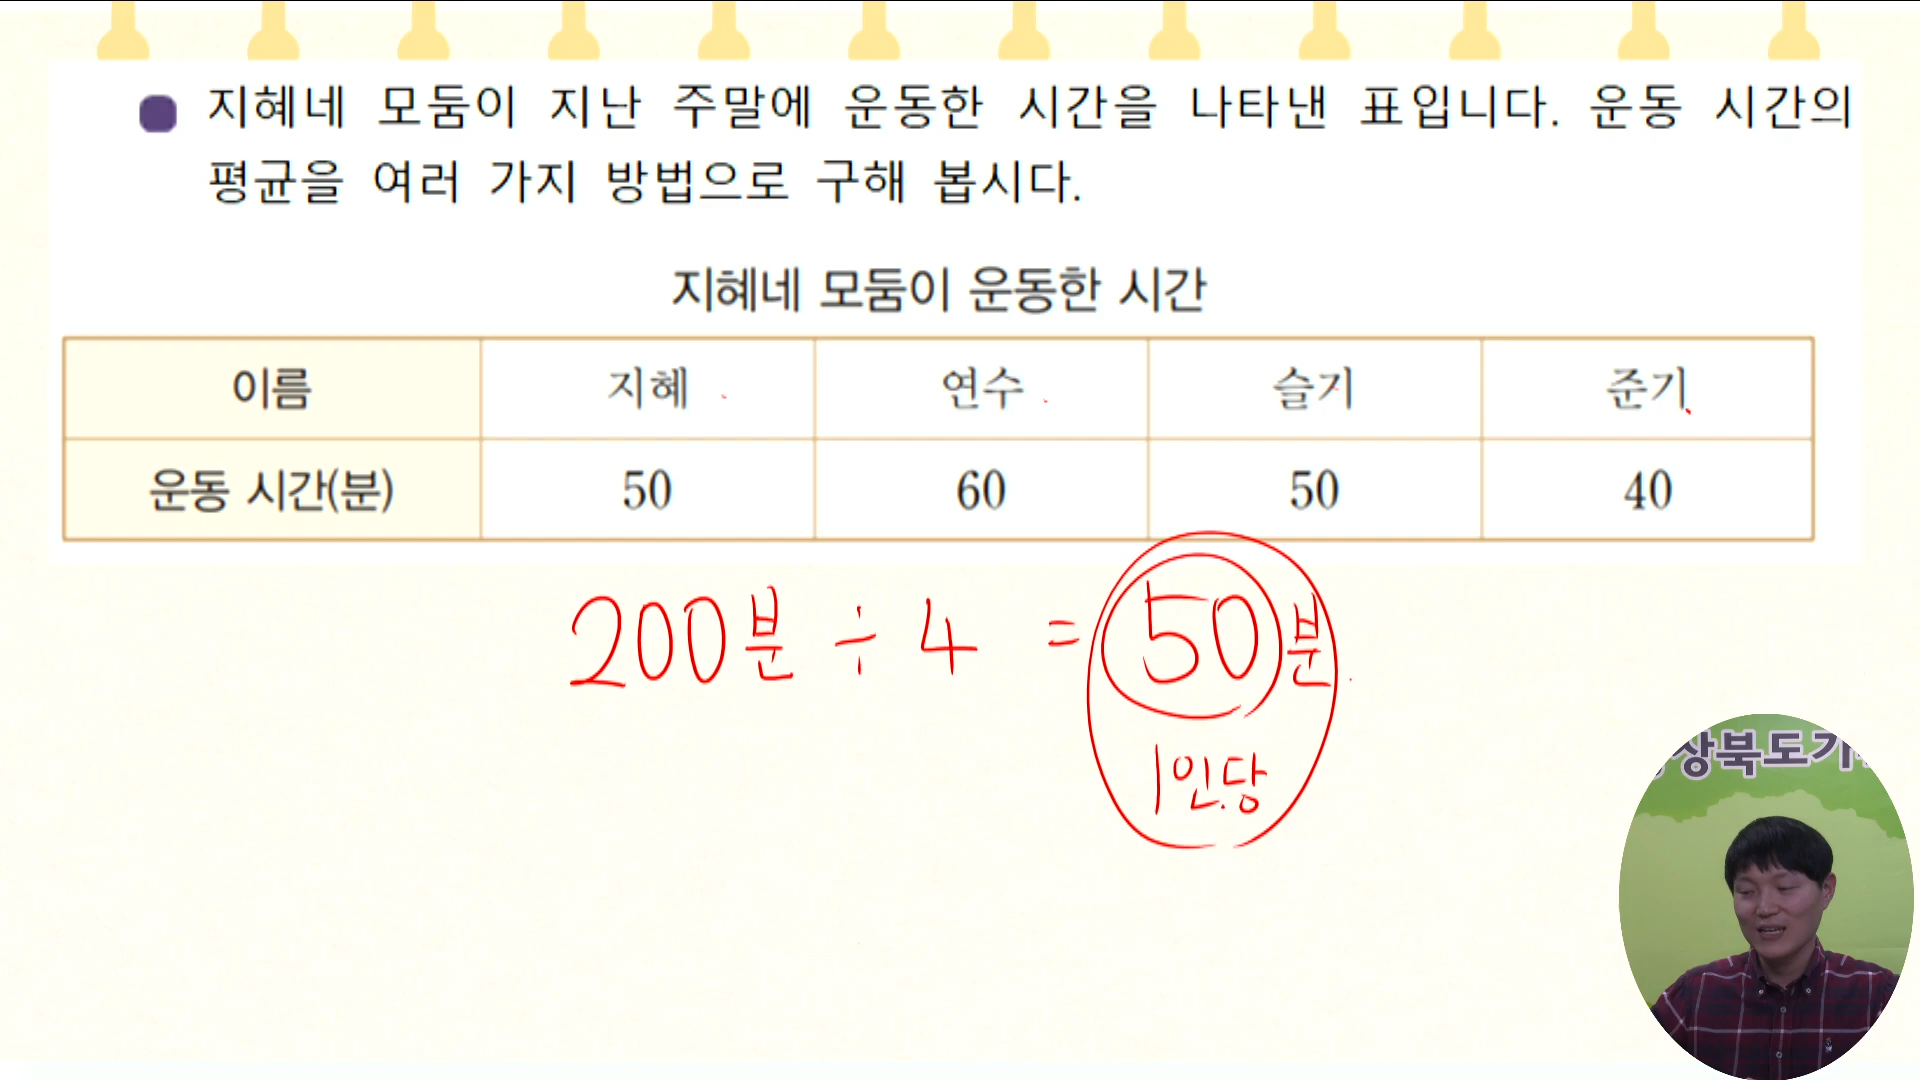 지혜네 모둠이 지난 주말에 운동한 시간을 나타낸 표입니다. 운동 시간의
평균을 여러 가지 방법으로 구해 봅시다.
지혜네 모둠이 운동한 시간
이름 지혜 연수 슬기 준기
운동 시간(분) 50 60 50 40
200분 ÷ 4 = 50분
1인당
상북도